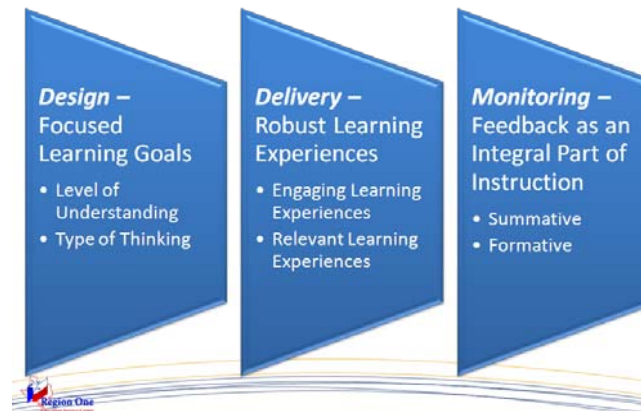 Design –
Focused
Learning Goals
• Level of
Understanding
• Type of Thinking
Delivery –
Robust Learning
Experiences
• Engaging Learning
Experiences
• Relevant Learning
Experiences
Monitoring –
Feedback as an
Integral Part of
Instruction
• Summative
• Formative
Region One